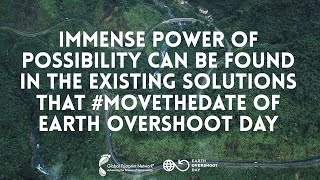 IMMENSE POWER OF
POSSIBILITY CAN BE FOUND
IN THE EXISTING SOLUTIONS
THAT #MOVETHEDATE OF
EARTH OVERSHOOT DAY
Global Footprint Network®
EARTH
OVERSHOOT
DAY